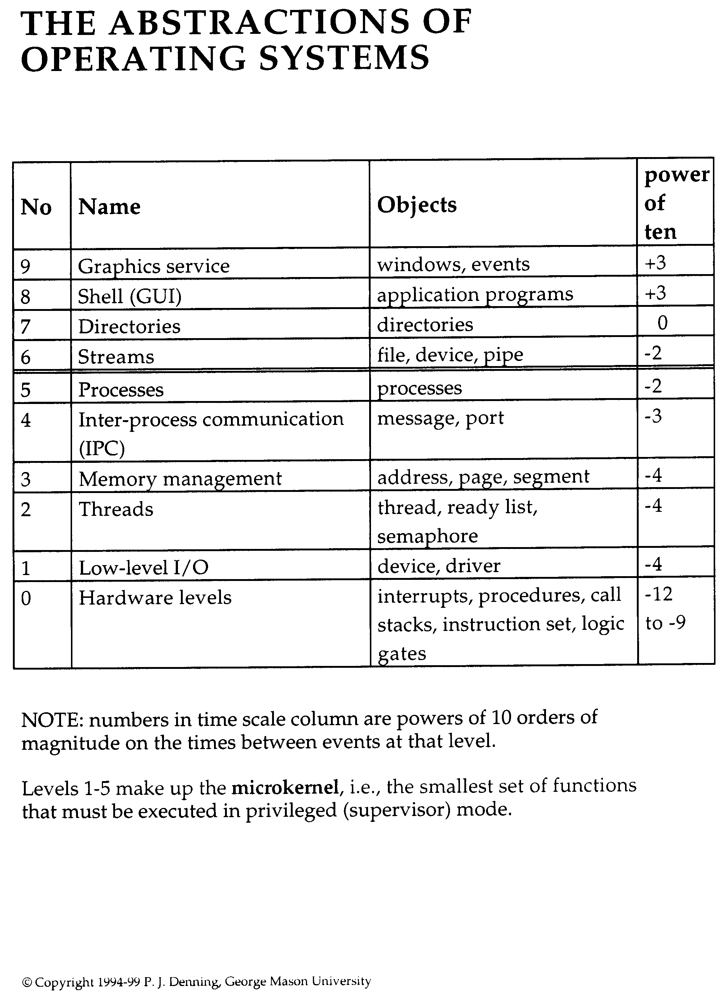 THE ABSTRACTIONS OF
OPERATING SYSTEMS
No Name Objects power of ten
9 Graphics service windows, events +3
8 Shell (GUI) application programs +3
7 Directories directories 0
6 Streams file, device, pipe -2
5 Processes processes -2
4 Inter-process communication message, port -3
(IPC)
3 Memory management address, page, segment -4
2 Threads thread, ready list, -4
semaphore
1 Low-level I/O device, driver -4
0 Hardware levels interrupts, procedures, call -12
stacks, instruction set, logic to -9
gates
NOTE: numbers in time scale column are powers of 10 orders of
magnitude on the times between events at that level.
Levels 1-5 make up the microkernel, i.e., the smallest set of functions
that must be executed in privileged (supervisor) mode.
© Copyright 1994-99 P. J. Denning, George Mason University